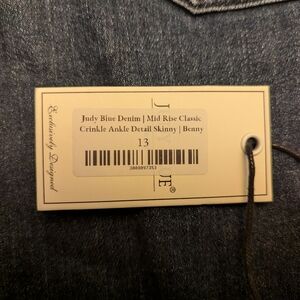 Judy Blue Denim | Mid Rise Classic
Crinkle Ankle Detail Skinny | Benny
13
Exclusively Designed